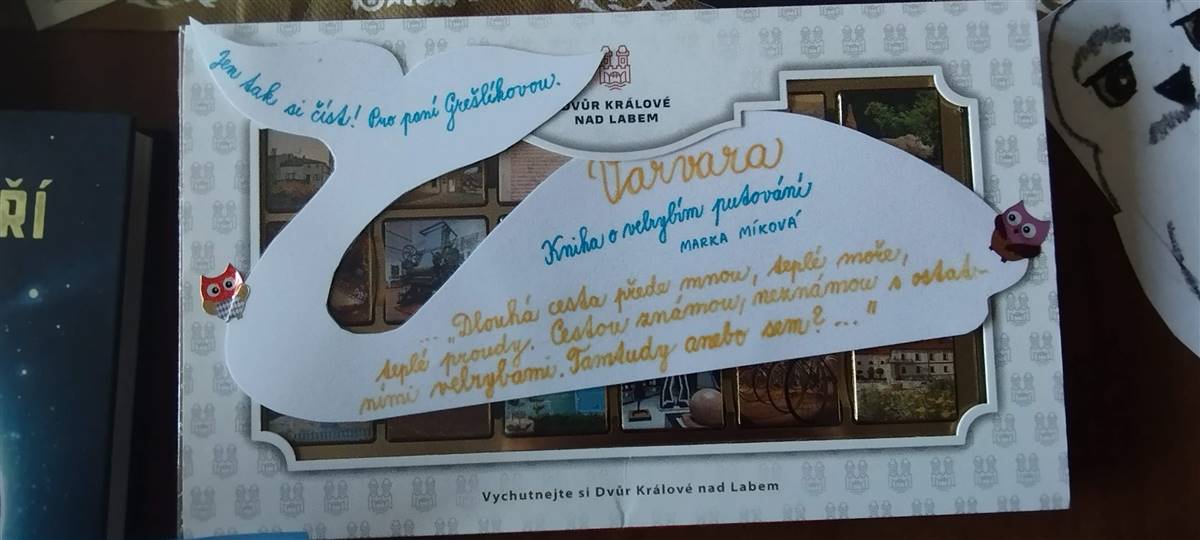 Jen tak si číst! Pro paní Grešlíkovou.
DVŮR KRÁLOVÉ
NAD LABEM
Varvara
Kniha o velrybím putování
MARKA MÍKOVÁ
... „Dlouhá cesta přede mnou, teplé moře,
teplé proudy. Cestou známou, neznámou s ostat-
ními velrybami. Tamtudy anebo sem? ..."
ŘÍ
Vychutnejte si Dvůr Králové nad Labem